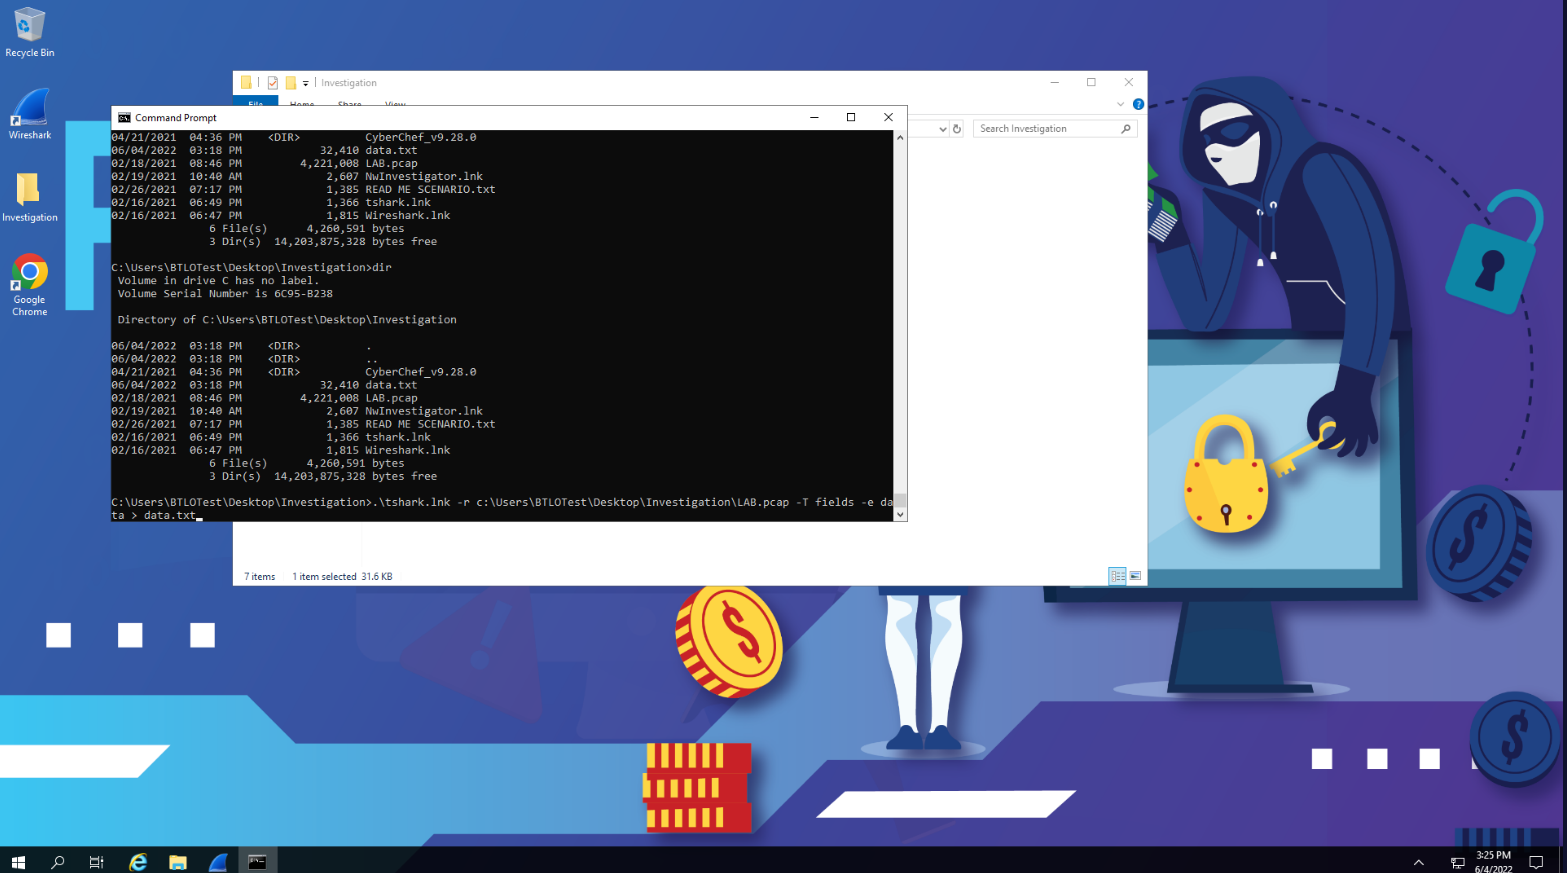 Recycle Bin
Wireshark
Investigation
Google
Chrome
Investigation
File Home Share View
Search Investigation
Command Prompt
04/21/2021  04:36 PM    <DIR>          CyberChef_v9.28.0
06/04/2022  03:18 PM            32,410 data.txt
02/18/2021  08:46 PM         4,221,008 LAB.pcap
02/19/2021  10:40 AM             2,607 NwInvestigator.lnk
02/26/2021  07:17 PM             1,385 READ ME SCENARIO.txt
02/16/2021  06:49 PM             1,366 tshark.lnk
02/16/2021  06:47 PM             1,815 Wireshark.lnk
               6 File(s)      4,260,591 bytes
               3 Dir(s)  14,203,875,328 bytes free
C:\Users\BTLOTest\Desktop\Investigation>dir
 Volume in drive C has no label.
 Volume Serial Number is 6C95-B238
 Directory of C:\Users\BTLOTest\Desktop\Investigation
06/04/2022  03:18 PM    <DIR>          .
06/04/2022  03:18 PM    <DIR>          ..
04/21/2021  04:36 PM    <DIR>          CyberChef_v9.28.0
06/04/2022  03:18 PM            32,410 data.txt
02/18/2021  08:46 PM         4,221,008 LAB.pcap
02/19/2021  10:40 AM             2,607 NwInvestigator.lnk
02/26/2021  07:17 PM             1,385 READ ME SCENARIO.txt
02/16/2021  06:49 PM             1,366 tshark.lnk
02/16/2021  06:47 PM             1,815 Wireshark.lnk
               6 File(s)      4,260,591 bytes
               3 Dir(s)  14,203,875,328 bytes free
C:\Users\BTLOTest\Desktop\Investigation>.\tshark.lnk -r c:\Users\BTLOTest\Desktop\Investigation\LAB.pcap -T fields -e da
ta > data.txt
7 items 1 item selected 31.6 KB
3:25 PM
6/4/2022